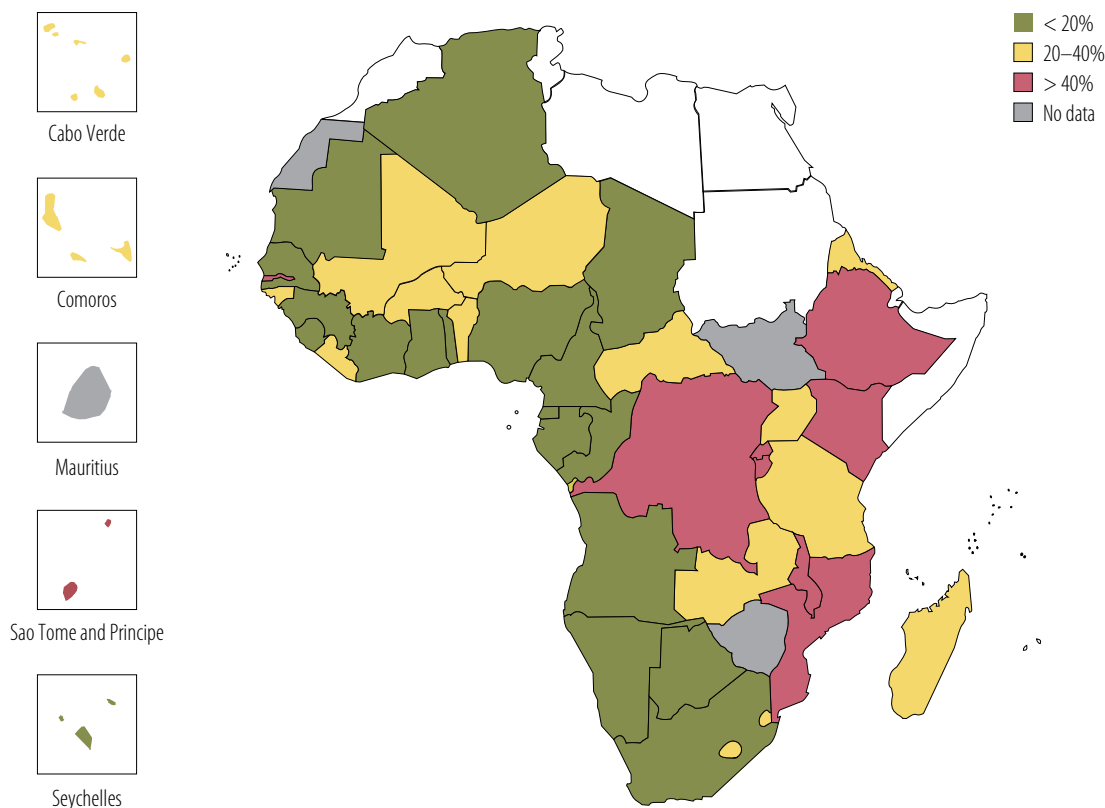 Cabo Verde
Comoros
Mauritius
Sao Tome and Principe
Seychelles
< 20%
20–40%
> 40%
No data